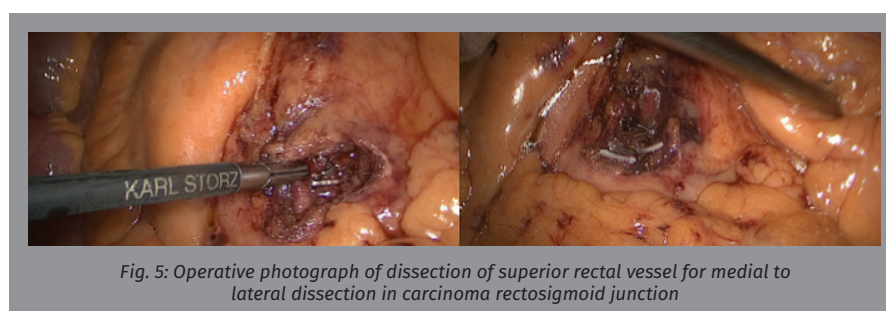 KARL STORZ
Fig. 5: Operative photograph of dissection of superior rectal vessel for medial to
lateral dissection in carcinoma rectosigmoid junction